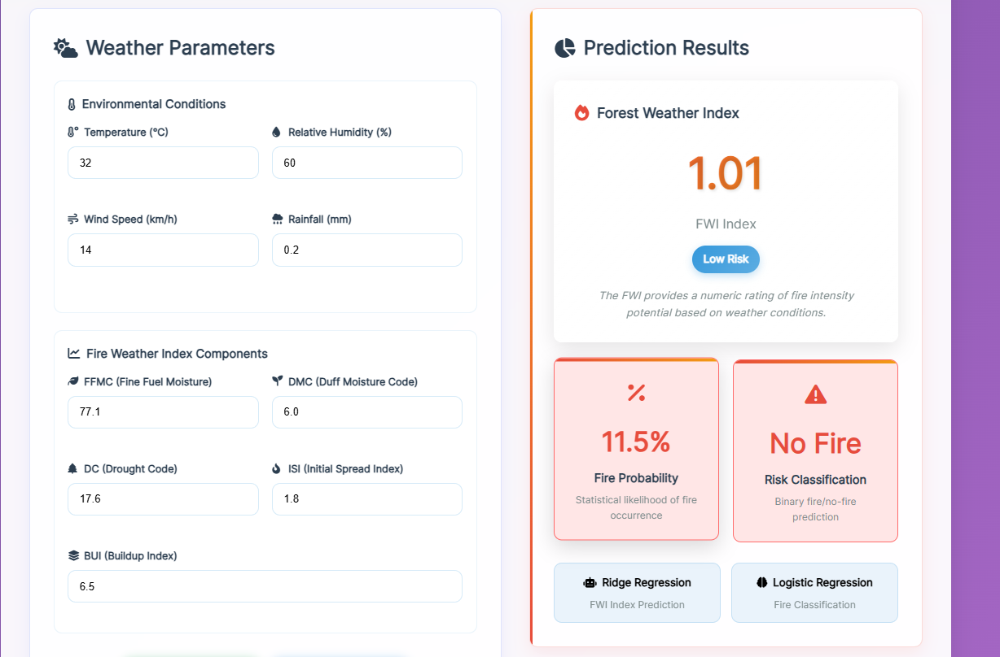 Weather Parameters
Environmental Conditions
Temperature (°C)
Relative Humidity (%)
32
60
Wind Speed (km/h)
Rainfall (mm)
14
0.2
Fire Weather Index Components
FFMC (Fine Fuel Moisture)
DMC (Duff Moisture Code)
77.1
6.0
DC (Drought Code)
ISI (Initial Spread Index)
17.6
1.8
BUI (Buildup Index)
6.5
Prediction Results
Forest Weather Index
1.01
FWI Index
Low Risk
The FWI provides a numeric rating of fire intensity
potential based on weather conditions.
%
11.5%
Fire Probability
Statistical likelihood of fire
occurrence
No Fire
Risk Classification
Binary fire/no-fire
prediction
Ridge Regression
FWI Index Prediction
Logistic Regression
Fire Classification